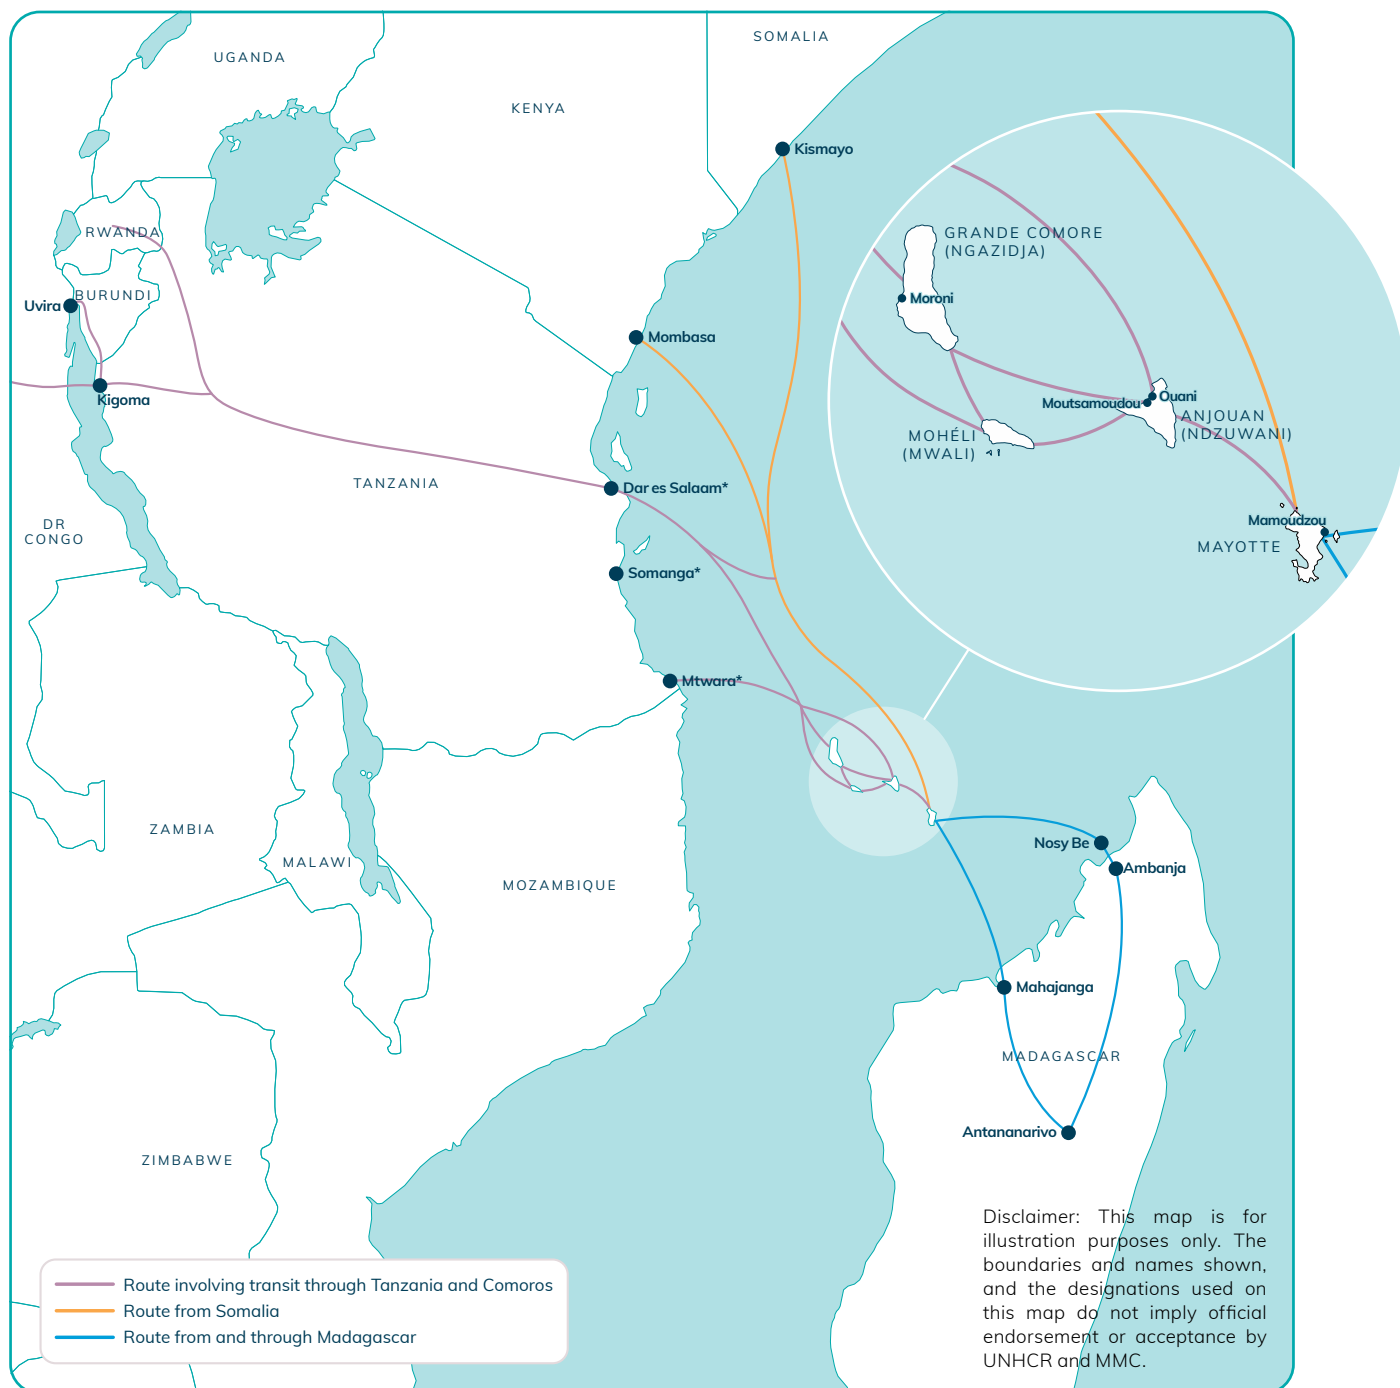 SOMALIA
UGANDA
KENYA
Kismayo
RWANDA
GRANDE COMORE
(NGAZIDJA)
BURUNDI
Uvira
Moroni
Mombasa
Kigoma
Ouani
Moutsamoudou
ANJOUAN
(NDZUWANI)
MOHÉLI
(MWALI)
TANZANIA
Dar es Salaam*
Mamoudzou
MAYOTTE
DR
CONGO
Somanga*
Mtwara*
ZAMBIA
MALAWI
MOZAMBIQUE
Nosy Be
Ambanja
Mahajanga
MADAGASCAR
Antananarivo
ZIMBABWE
Disclaimer: This map is for
illustration purposes only. The
boundaries and names shown,
and the designations used on
this map do not imply official
endorsement or acceptance by
UNHCR and MMC.
Route involving transit through Tanzania and Comoros
Route from Somalia
Route from and through Madagascar